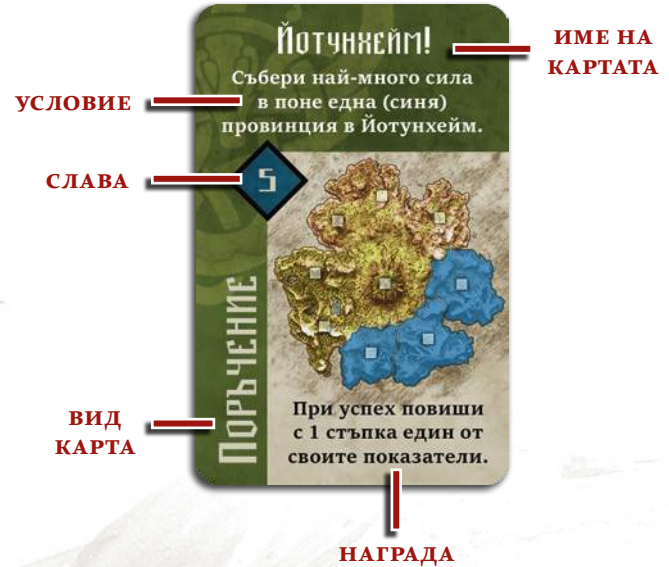 Йотунхейм!
ИМЕ НА
КАРТАТА
Събери най-много сила
в поне една (синя)
провинция в Йотунхейм.
УСЛОВИЕ
СЛАВА
5
Поръчение
ВИД
КАРТА
При успех повиши
с 1 стъпка един от
своите показатели.
НАГРАДА